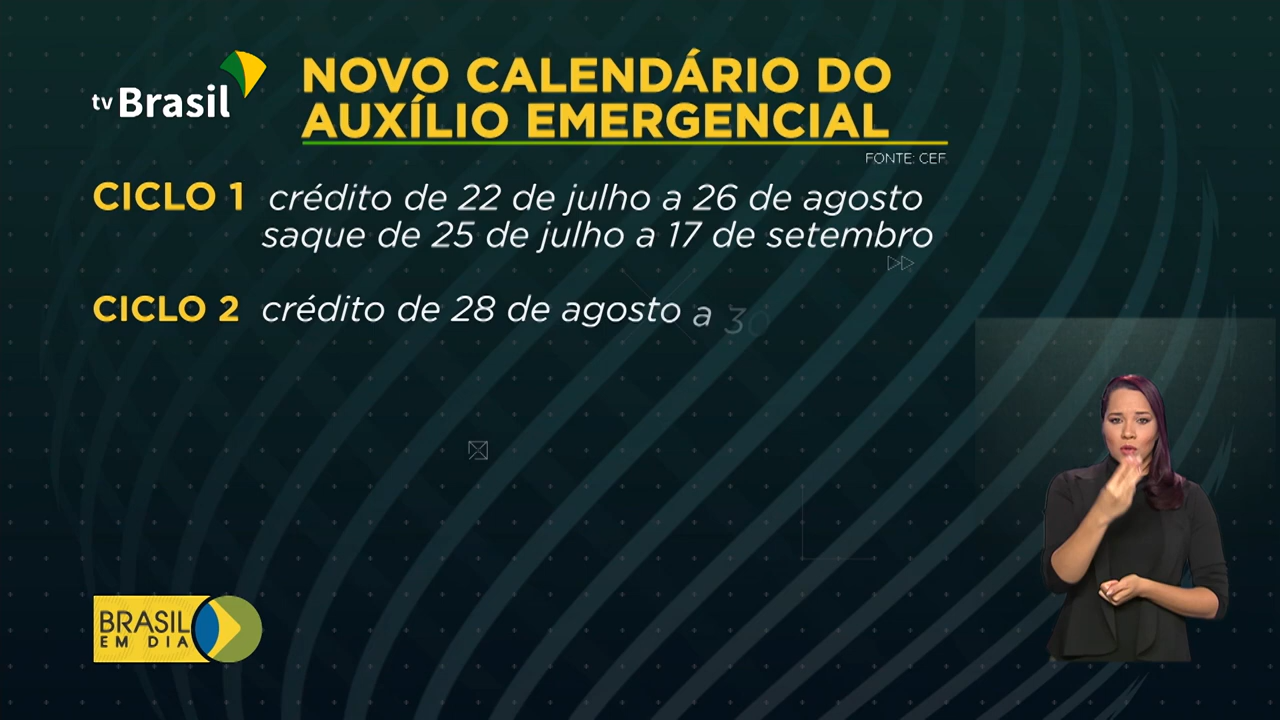 tv Brasil
NOVO CALENDÁRIO DO
AUXÍLIO EMERGENCIAL
FONTE: CEF
CICLO 1 crédito de 22 de julho a 26 de agosto
saque de 25 de julho a 17 de setembro
CICLO 2 crédito de 28 de agosto a 30
BRASIL
EM DIA